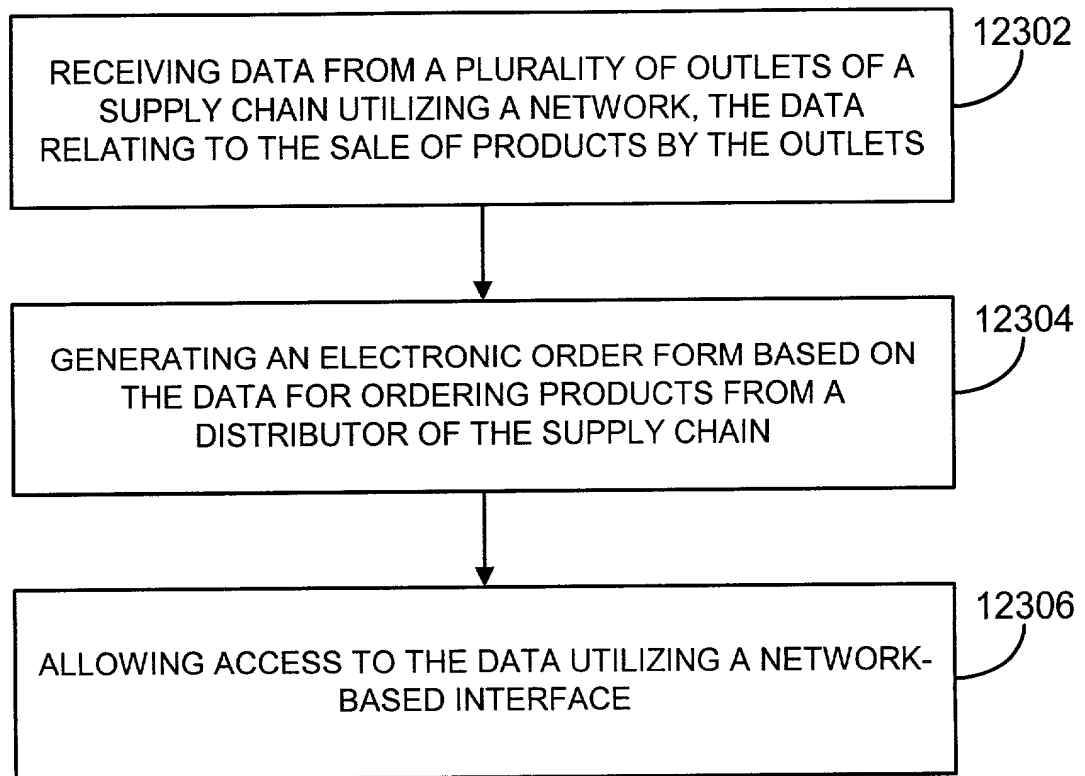 12302
RECEIVING DATA FROM A PLURALITY OF OUTLETS OF A
SUPPLY CHAIN UTILIZING A NETWORK, THE DATA
RELATING TO THE SALE OF PRODUCTS BY THE OUTLETS
12304
GENERATING AN ELECTRONIC ORDER FORM BASED ON
THE DATA FOR ORDERING PRODUCTS FROM A
DISTRIBUTOR OF THE SUPPLY CHAIN
12306
ALLOWING ACCESS TO THE DATA UTILIZING A NETWORK-
BASED INTERFACE